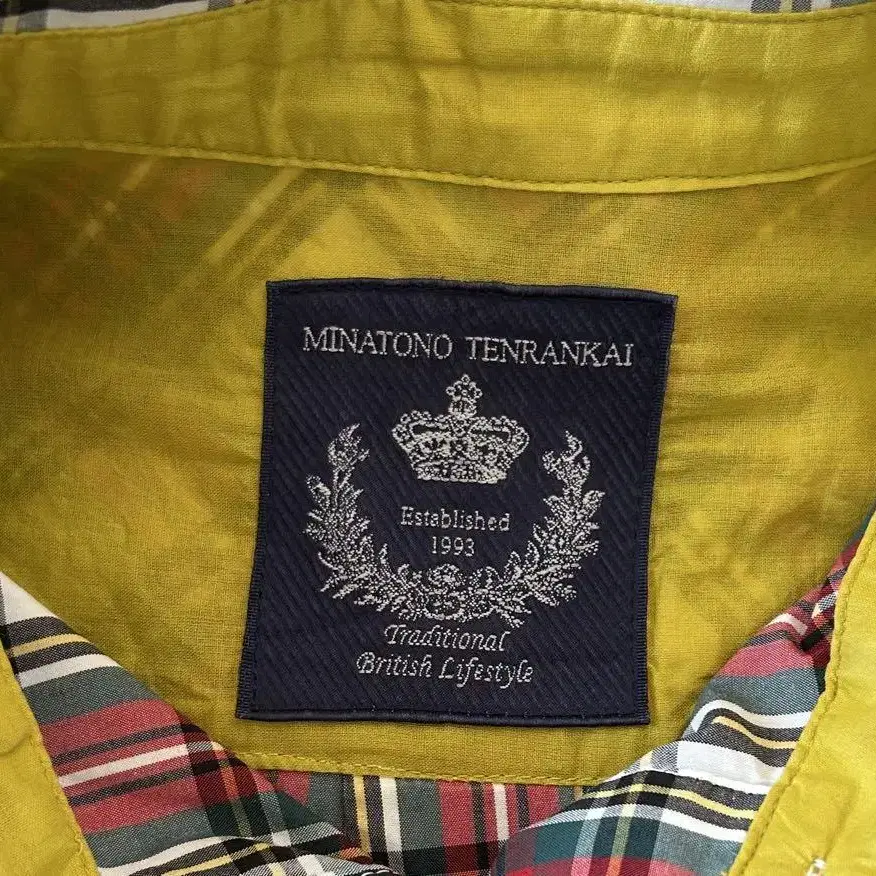 MINATONO TENRANKAI
Established
1993
Traditional
British Lifestyle